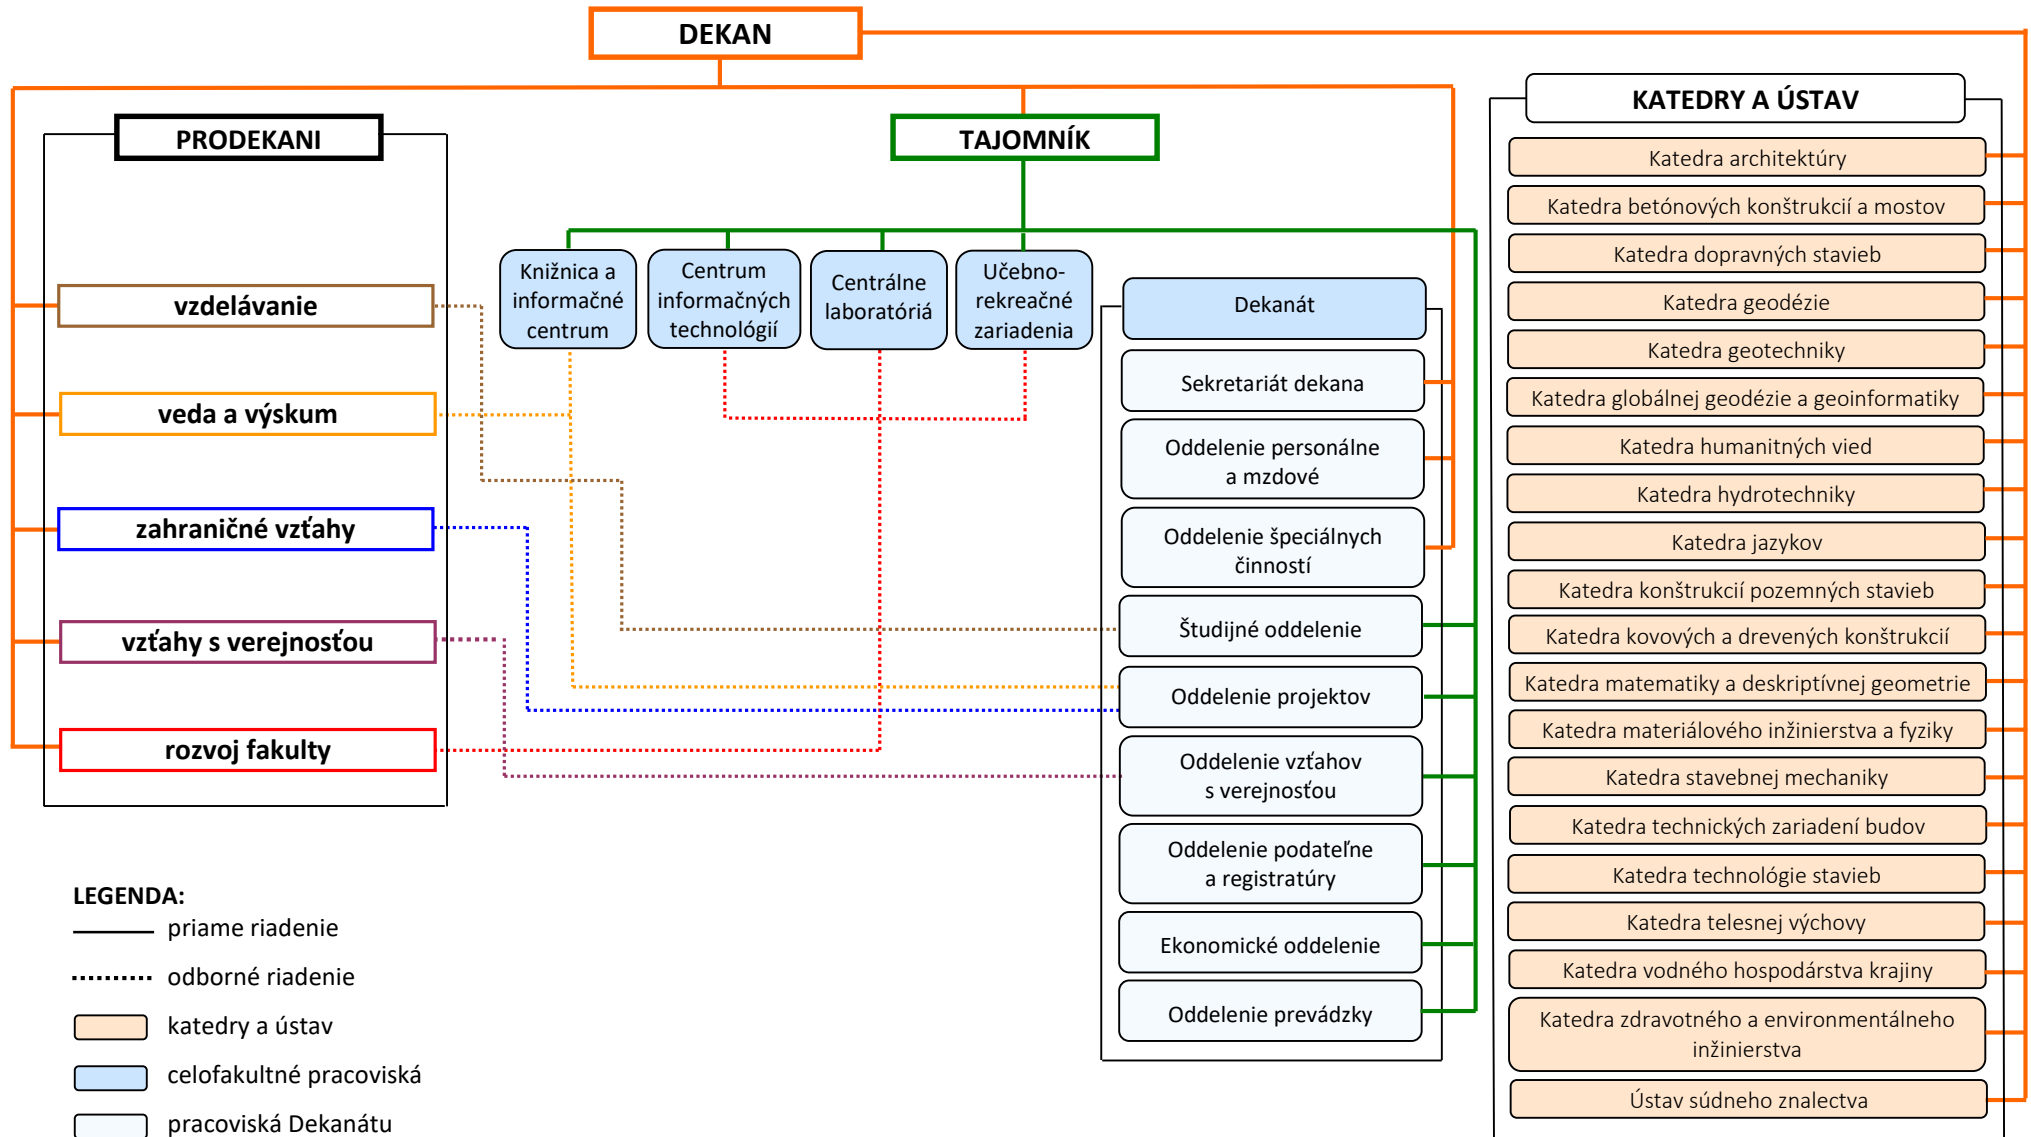 DEKAN
PRODEKANI
vzdelávanie
veda a výskum
zahraničné vzťahy
vzťahy s verejnosťou
rozvoj fakulty
TAJOMNÍK
Knižnica a
informačné
centrum
Centrum
informačných
technológií
Centrálne
laboratóriá
Učebno-
rekreačné
zariadenia
Dekanát
Sekretariát dekana
Oddelenie personálne
a mzdové
Oddelenie špeciálnych
činností
Študijné oddelenie
Oddelenie projektov
Oddelenie vzťahov
s verejnosťou
Oddelenie podateľne
a registratúry
Ekonomické oddelenie
Oddelenie prevádzky
KATEDRY A ÚSTAV
Katedra architektúry
Katedra betónových konštrukcií a mostov
Katedra dopravných stavieb
Katedra geodézie
Katedra geotechniky
Katedra globálnej geodézie a geoinformatiky
Katedra humanitných vied
Katedra hydrotechniky
Katedra jazykov
Katedra konštrukcií pozemných stavieb
Katedra kovových a drevených konštrukcií
Katedra matematiky a deskriptívnej geometrie
Katedra materiálového inžinierstva a fyziky
Katedra stavebnej mechaniky
Katedra technických zariadení budov
Katedra technológie stavieb
Katedra telesnej výchovy
Katedra vodného hospodárstva krajiny
Katedra zdravotného a environmentálneho
inžinierstva
Ústav súdneho znalectva
LEGENDA:
priame riadenie
odborné riadenie
katedry a ústav
celofakultné pracoviská
pracoviská Dekanátu